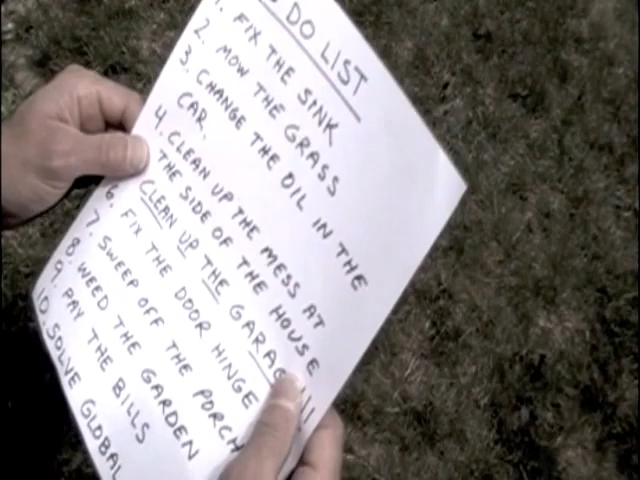 DO LIST
1. FIX THE SINK
2. MOW THE GRASS
3. CHANGE THE OIL IN THE
CAR.
4. CLEAN UP THE MESS AT
THE SIDE OF THE HOUSE
CLEAN UP THE
6. FIX THE DOOR HINGE
7. SWEEP OFF THE PORCH
8. WEED THE GARDEN
9. PAY THE BILLS
10. SOLVE GLOBAL